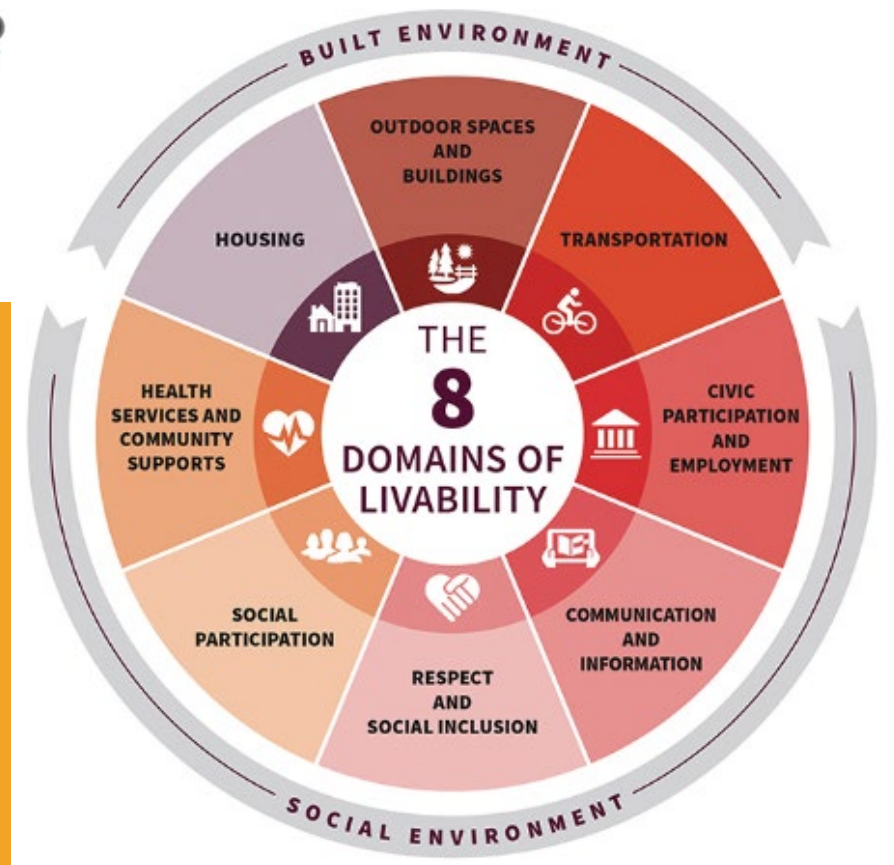 BUILT ENVIRONMENT
OUTDOOR SPACES
AND
BUILDINGS
TRANSPORTATION
CIVIC
PARTICIPATION
AND
EMPLOYMENT
COMMUNICATION
AND
INFORMATION
RESPECT
AND
SOCIAL INCLUSION
SOCIAL
PARTICIPATION
HEALTH
SERVICES AND
COMMUNITY
SUPPORTS
HOUSING
THE
8
DOMAINS OF
LIVABILITY
SOCIAL ENVIRONMENT